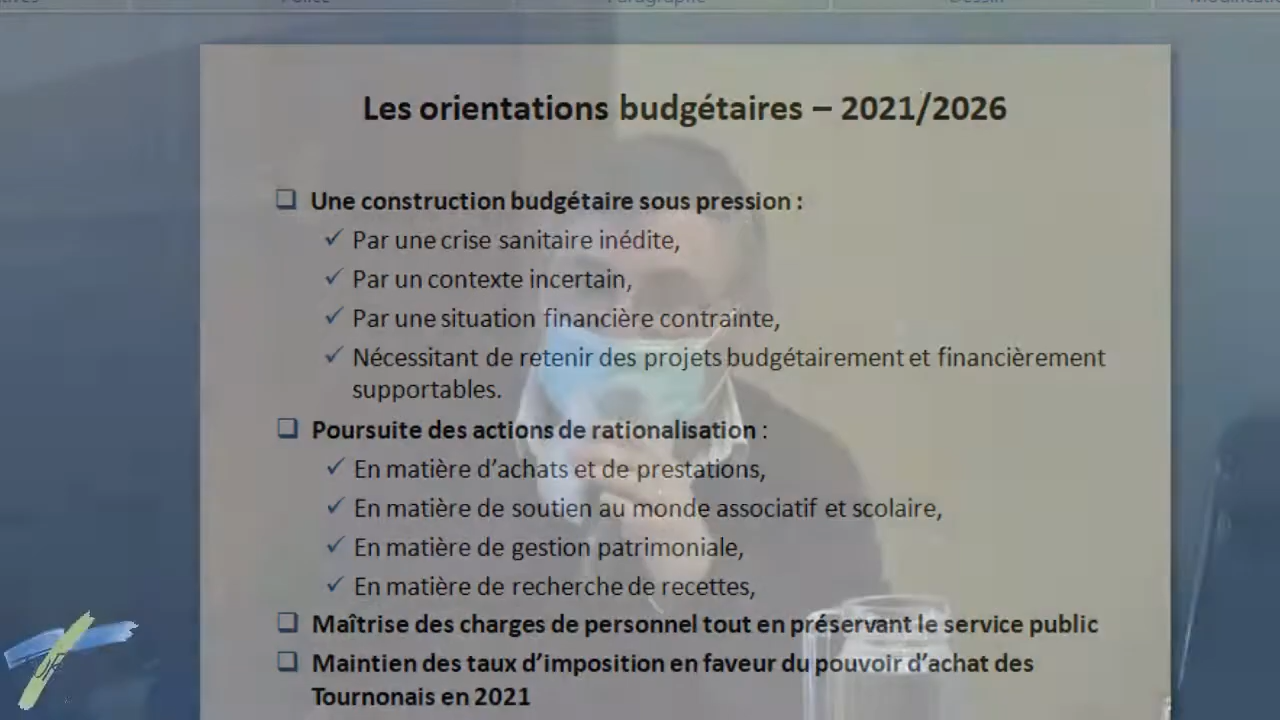 Police
Paragraphe
Dessin
Les orientations budgétaires – 2021/2026
Une construction budgétaire sous pression :
Par une crise sanitaire inédite,
Par un contexte incertain,
Par une situation financière contrainte,
Nécessitant de retenir des projets budgétairement et financièrement
supportables.
Poursuite des actions de rationalisation :
En matière d’achats et de prestations,
En matière de soutien au monde associatif et scolaire,
En matière de gestion patrimoniale,
En matière de recherche de recettes,
Maîtrise des charges de personnel tout en préservant le service public
Maintien des taux d’imposition en faveur du pouvoir d’achat des
Tournonais en 2021